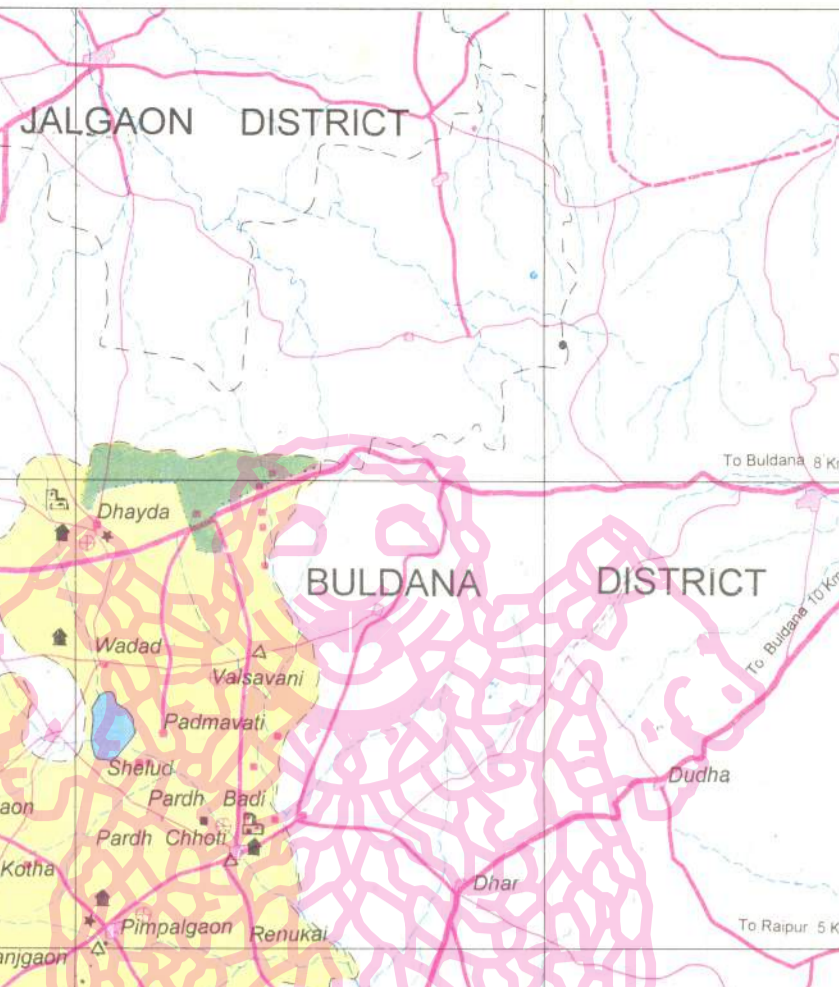 JALGAON DISTRICT
To Buldana 8 Km
Dhayda
BULDANA DISTRICT
To Buldana 10 Km
Wadad
Valsavani
Padmavati
Shelud
Dudha
Pardh Badi
aon
Pardh Chhoti
Kotha
Dhar
Pimpalgaon
Renukai
To Raipur 5 K
anjgaon